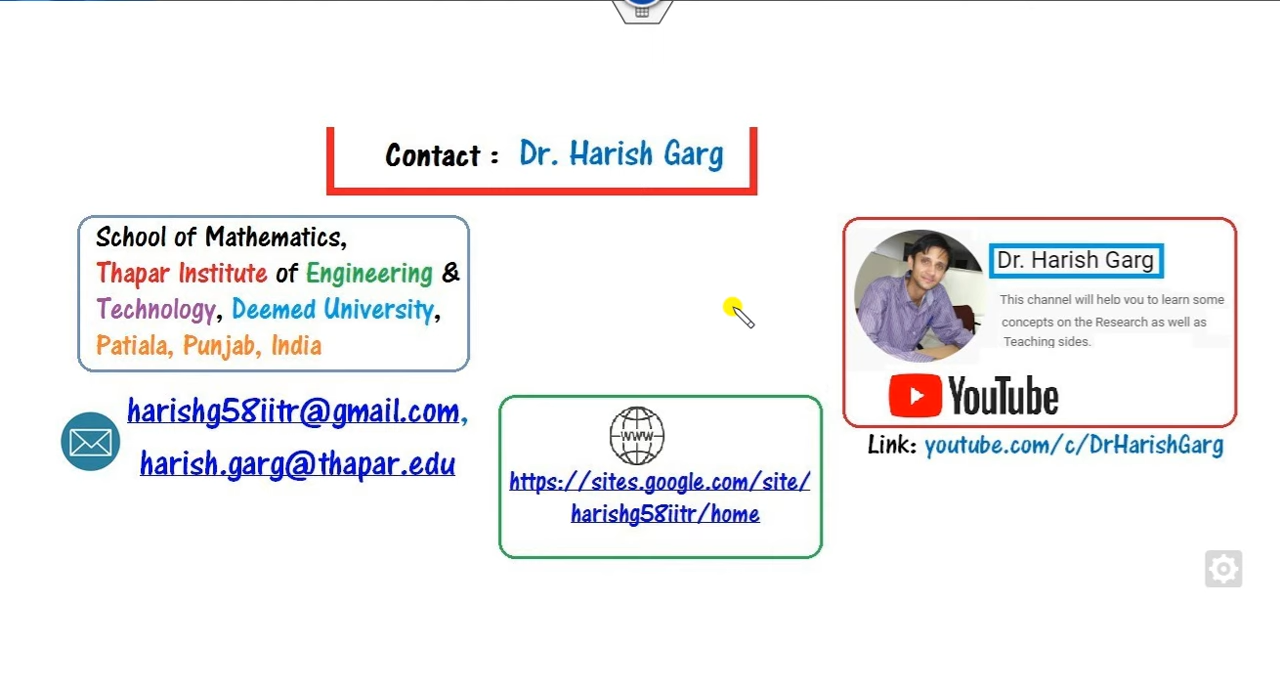 Contact : Dr. Harish Garg
School of Mathematics,
Thapar Institute of Engineering &
Technology, Deemed University,
Patiala, Punjab, India
harishg58iitr@gmail.com,
harish.garg@thapar.edu
WWW
https://sites.google.com/site/
harishg58iitr/home
Dr. Harish Garg
This channel will help you to learn some
concepts on the Research as well as
Teaching sides.
YouTube
Link: youtube.com/c/DrHarishGarg